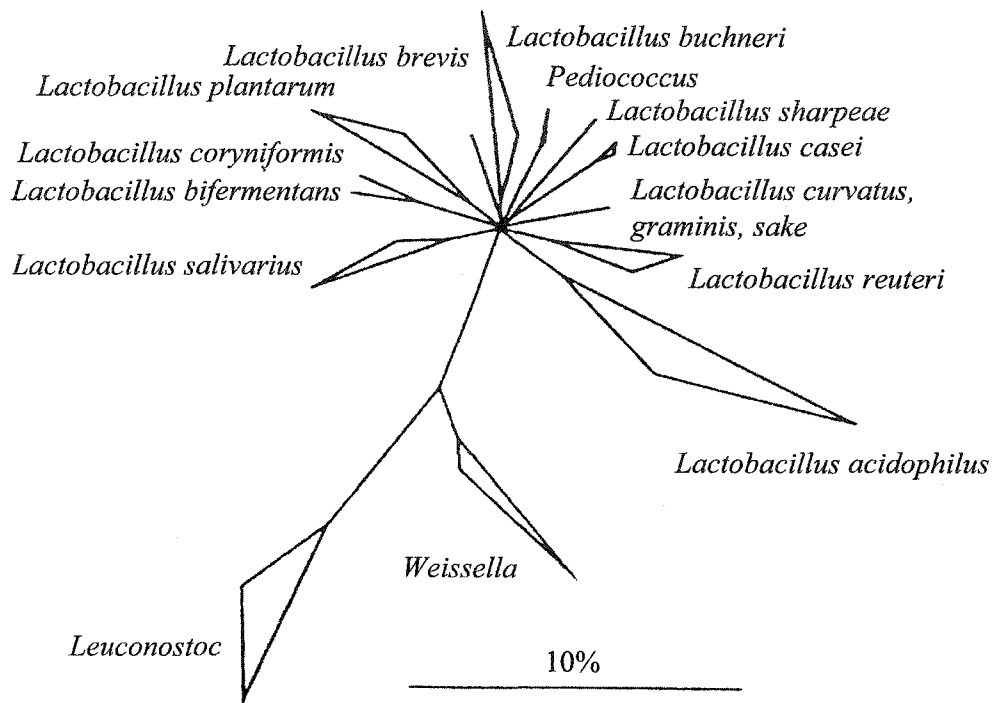 Lactobacillus buchneri
Lactobacillus brevis
Pediococcus
Lactobacillus plantarum
Lactobacillus sharpeae
Lactobacillus coryniformis
Lactobacillus casei
Lactobacillus bifermentans
Lactobacillus curvatus,
graminis, sake
Lactobacillus salivarius
Lactobacillus reuteri
Lactobacillus acidophilus
Weissella
Leuconostoc
10%